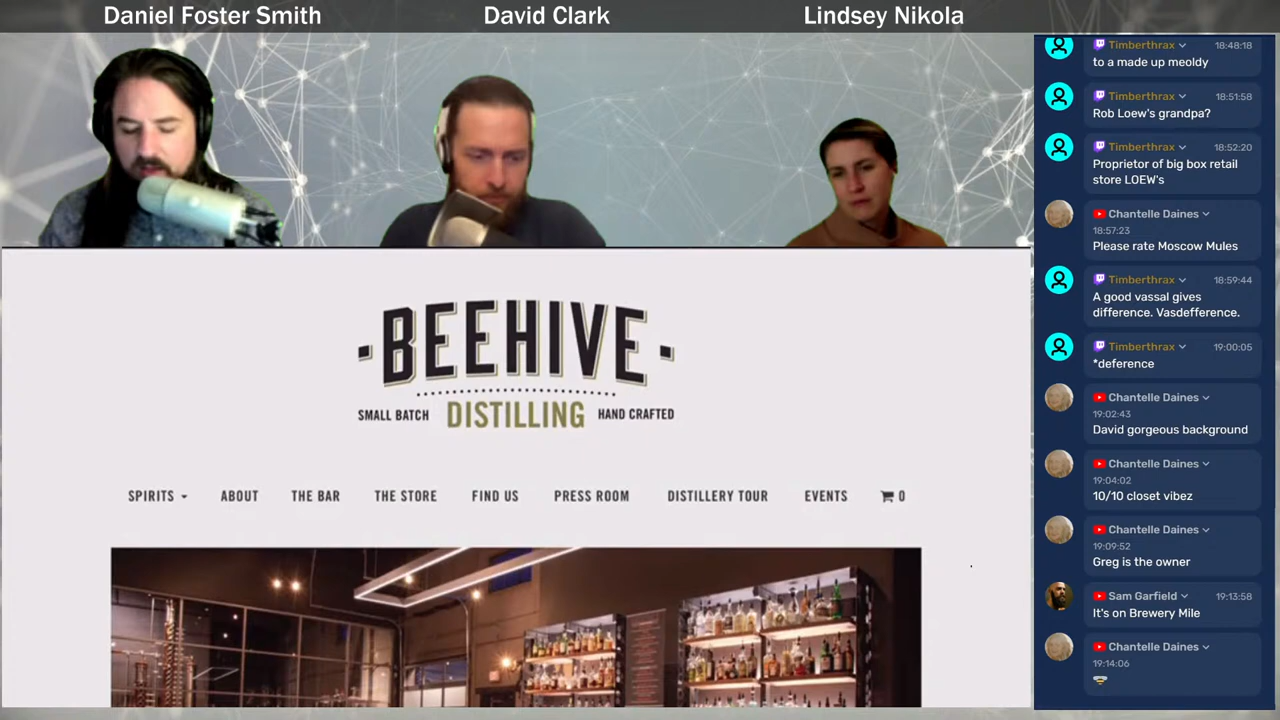 Daniel Foster Smith
David Clark
Lindsey Nikola
BEEHIVE
SMALL BATCH DISTILLING HAND CRAFTED
SPIRITS ABOUT THE BAR THE STORE FIND US PRESS ROOM DISTILLERY TOUR EVENTS 0
Timberthrax 18:48:18
to a made up meoldy
Timberthrax 18:51:58
Rob Loew's grandpa?
Timberthrax 18:52:20
Proprietor of big box retail
store LOEW's
Chantelle Daines
18:57:23
Please rate Moscow Mules
Timberthrax 18:59:44
A good vassal gives
difference. Vasdefference.
Timberthrax 19:00:05
*deference
Chantelle Daines
19:02:43
David gorgeous background
Chantelle Daines
19:04:02
10/10 closet vibez
Chantelle Daines
19:09:52
Greg is the owner
Sam Garfield 19:13:58
It's on Brewery Mile
Chantelle Daines
19:14:06